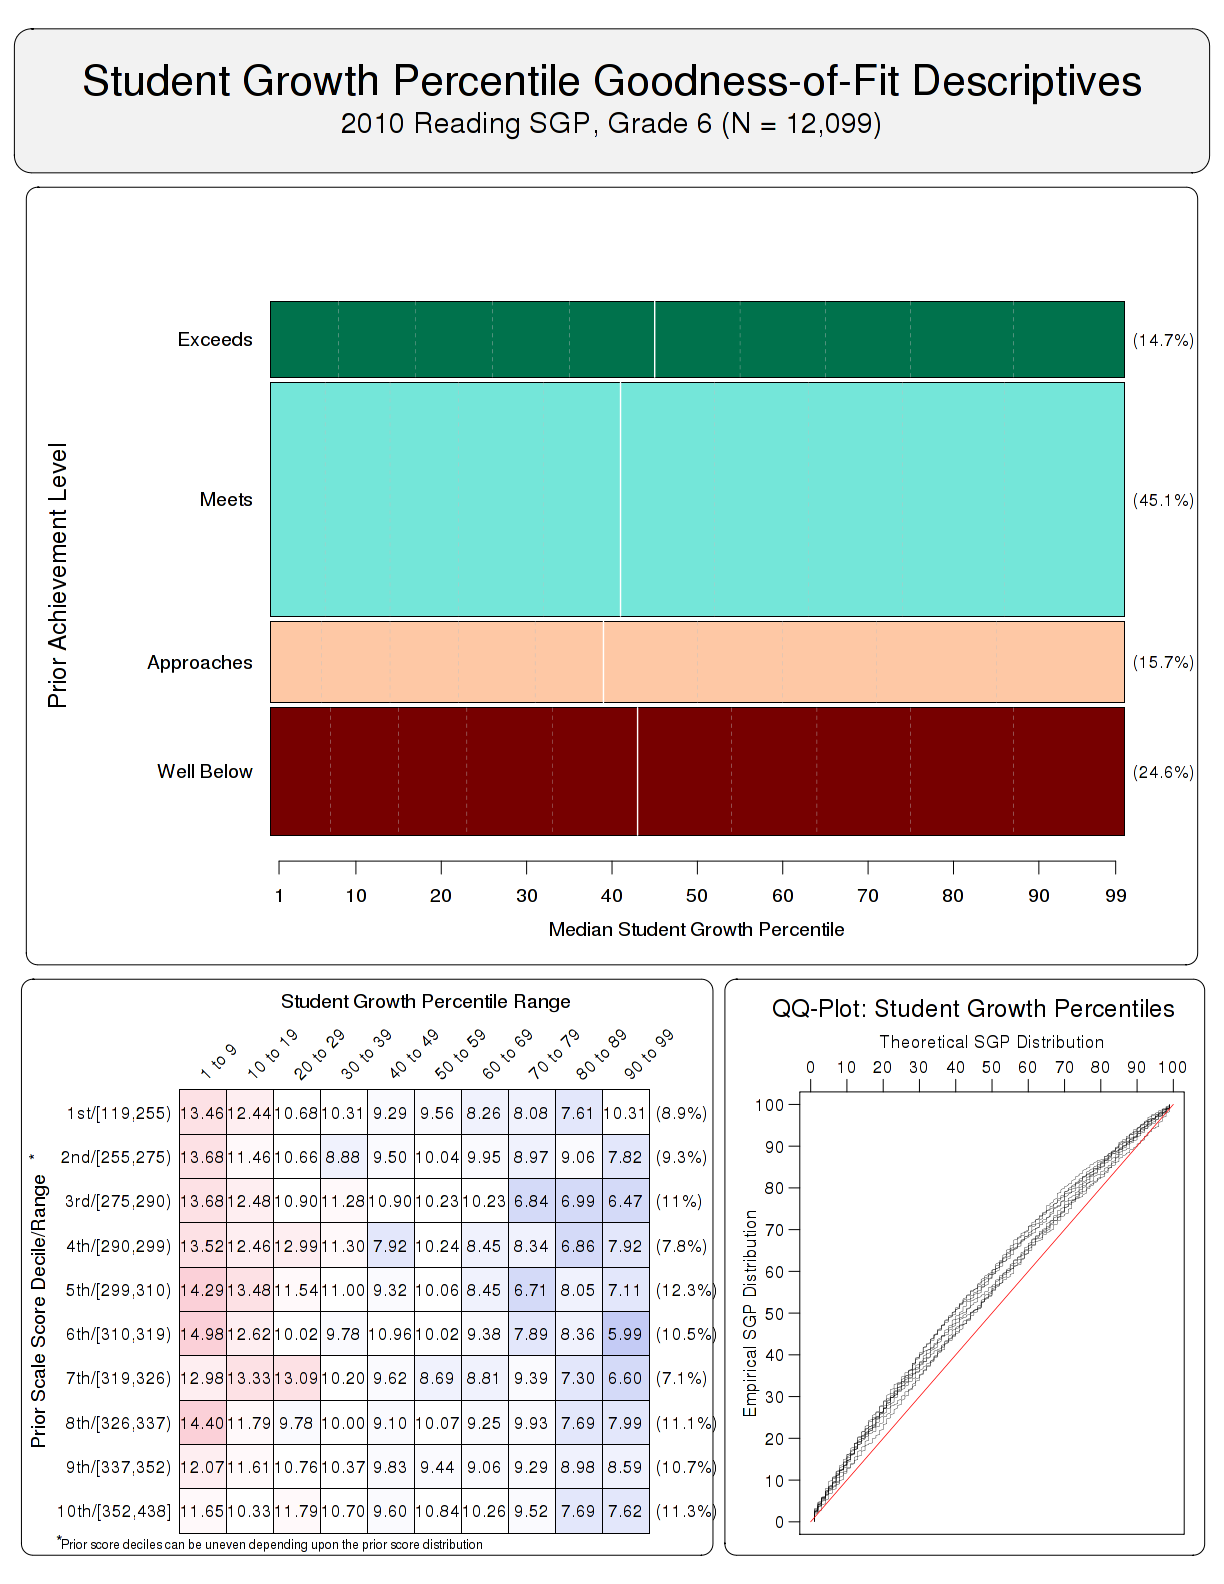 Student Growth Percentile Goodness-of-Fit Descriptives
2010 Reading SGP, Grade 6 (N = 12,099)
Prior Achievement Level
Exceeds (14.7%)
Meets (45.1%)
Approaches (15.7%)
Well Below (24.6%)
1 10 20 30 40 50 60 70 80 90 99
Median Student Growth Percentile
Student Growth Percentile Range
1 to 9 10 to 19 20 to 29 30 to 39 40 to 49 50 to 59 60 to 69 70 to 79 80 to 89 90 to 99
Prior Scale Score Decile/Range *
1st/[119,255) 13.46 12.44 10.68 10.31 9.29 9.56 8.26 8.08 7.61 10.31 (8.9%)
2nd/[255,275) 13.68 11.46 10.66 8.88 9.50 10.04 9.95 8.97 9.06 7.82 (9.3%)
3rd/[275,290) 13.68 12.48 10.90 11.28 10.90 10.23 10.23 6.84 6.99 6.47 (11%)
4th/[290,299) 13.52 12.46 12.99 11.30 7.92 10.24 8.45 8.34 6.86 7.92 (7.8%)
5th/[299,310) 14.29 13.48 11.54 11.00 9.32 10.06 8.45 6.71 8.05 7.11 (12.3%)
6th/[310,319) 14.98 12.62 10.02 9.78 10.96 10.02 9.38 7.89 8.36 5.99 (10.5%)
7th/[319,326) 12.98 13.33 13.09 10.20 9.62 8.69 8.81 9.39 7.30 6.60 (7.1%)
8th/[326,337) 14.40 11.79 9.78 10.00 9.10 10.07 9.25 9.93 7.69 7.99 (11.1%)
9th/[337,352) 12.07 11.61 10.76 10.37 9.83 9.44 9.06 9.29 8.98 8.59 (10.7%)
10th/[352,438] 11.65 10.33 11.79 10.70 9.60 10.84 10.26 9.52 7.69 7.62 (11.3%)
*Prior score deciles can be uneven depending upon the prior score distribution
QQ-Plot: Student Growth Percentiles
Theoretical SGP Distribution
0 10 20 30 40 50 60 70 80 90 100
Empirical SGP Distribution
100
90
80
70
60
50
40
30
20
10
0